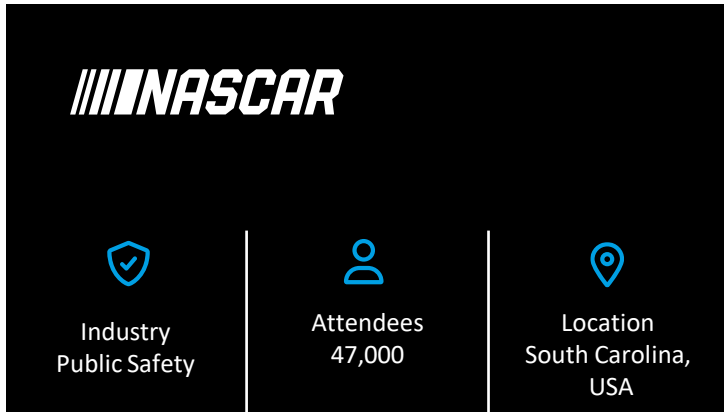 NASCAR
Industry
Public Safety
Attendees
47,000
Location
South Carolina,
USA